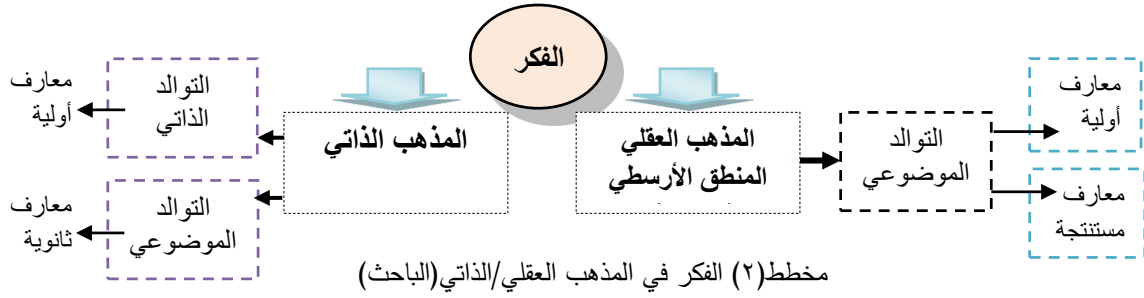 الفكر
معارف
أولية
التوالد
الموضوعي
معارف
مستنتجة
المذهب العقلي
المنطق الأرسطي
المذهب الذاتي
التوالد
الذاتي
معارف
أولية
التوالد
الموضوعي
معارف
ثانوية
مخطط(٢) الفكر في المذهب العقلي/الذاتي(الباحث)